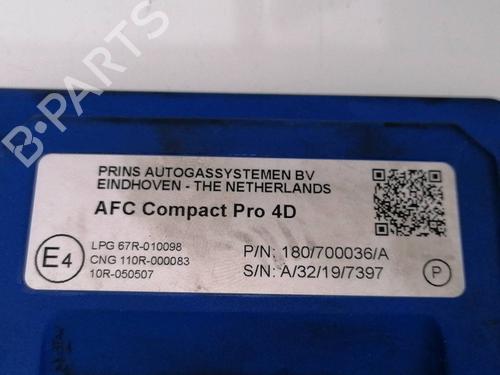 PRINS AUTOGASSYSTEMEN BV
EINDHOVEN - THE NETHERLANDS
AFC Compact Pro 4D
E4
LPG 67R-010098
CNG 110R-000083
10R-050507
P/N: 180/700036/A
S/N: A/32/19/7397
P
B-PARTS